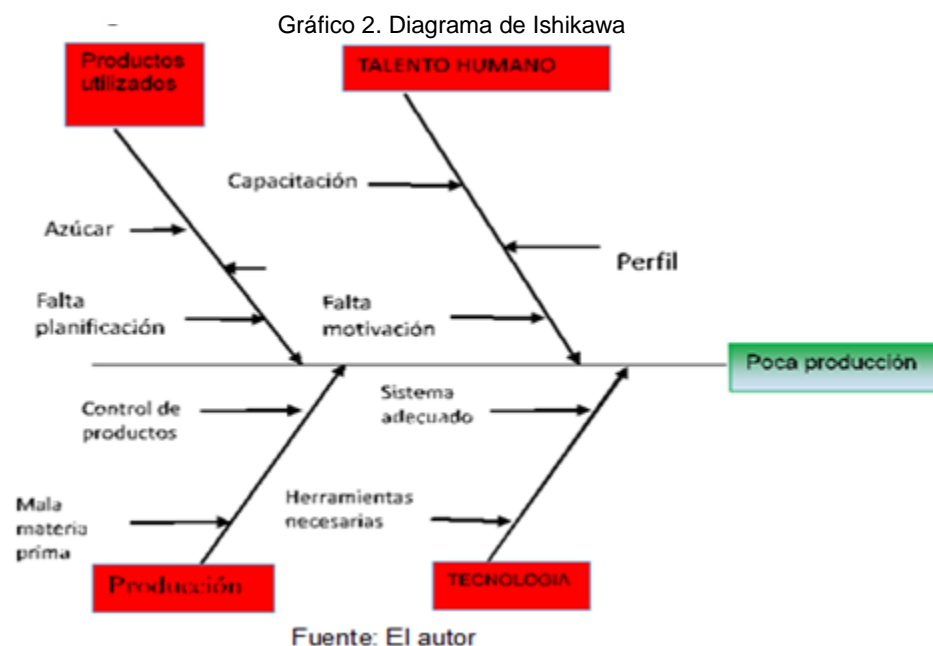 Gráfico 2. Diagrama de Ishikawa
Productos
utilizados
TALENTO HUMANO
Capacitación
Azúcar
Perfil
Falta
planificación
Falta
motivación
Poca producción
Control de
productos
Sistema
adecuado
Mala
materia
prima
Herramientas
necesarias
Producción
TECNOLOGIA
Fuente: El autor